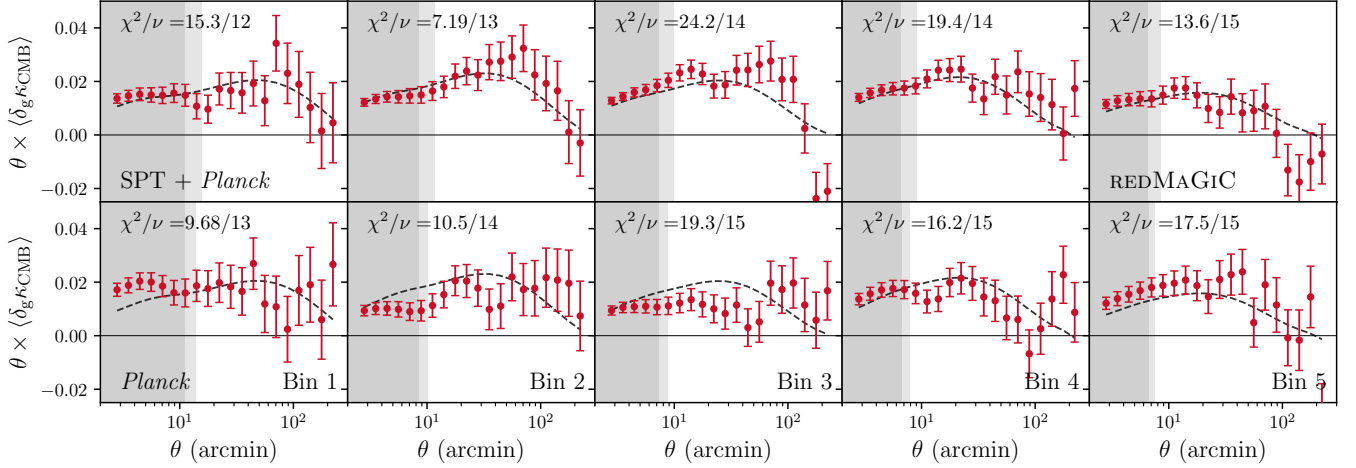 χ²/ν =15.3/12 χ²/ν =7.19/13 χ²/ν =24.2/14 χ²/ν =19.4/14 χ²/ν =13.6/15
0.04
0.02
0.00
−0.02
θ × ⟨δgκCMB⟩
SPT + Planck REDMAGIC
χ²/ν =9.68/13 χ²/ν =10.5/14 χ²/ν =19.3/15 χ²/ν =16.2/15 χ²/ν =17.5/15
0.04
0.02
0.00
−0.02
θ × ⟨δgκCMB⟩
Planck Bin 1 Bin 2 Bin 3 Bin 4 Bin 5
10¹ 10² 10¹ 10² 10¹ 10² 10¹ 10² 10¹ 10²
θ (arcmin) θ (arcmin) θ (arcmin) θ (arcmin) θ (arcmin)